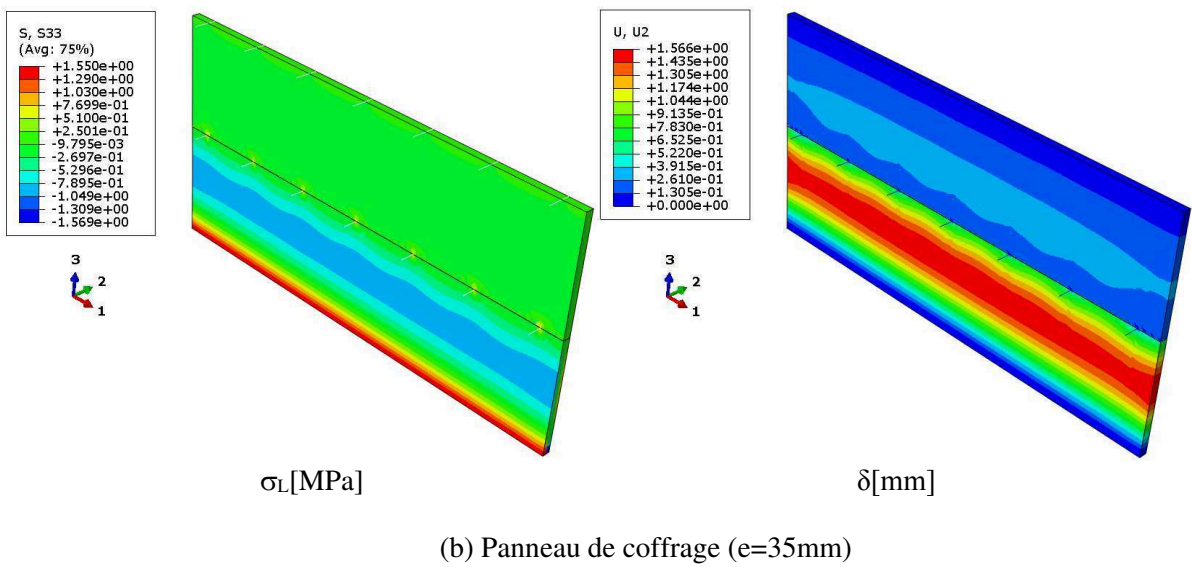 S, S33
(Avg: 75%)
+1.550e+00
+1.290e+00
+1.030e+00
+7.699e-01
+5.100e-01
+2.501e-01
-9.795e-03
-2.697e-01
-5.296e-01
-7.895e-01
-1.049e+00
-1.309e+00
-1.569e+00
3
2
1
U, U2
+1.566e+00
+1.435e+00
+1.305e+00
+1.174e+00
+1.044e+00
+9.135e-01
+7.830e-01
+6.525e-01
+5.220e-01
+3.915e-01
+2.610e-01
+1.305e-01
+0.000e+00
3
2
1
σL[MPa]
δ[mm]
(b) Panneau de coffrage (e=35mm)